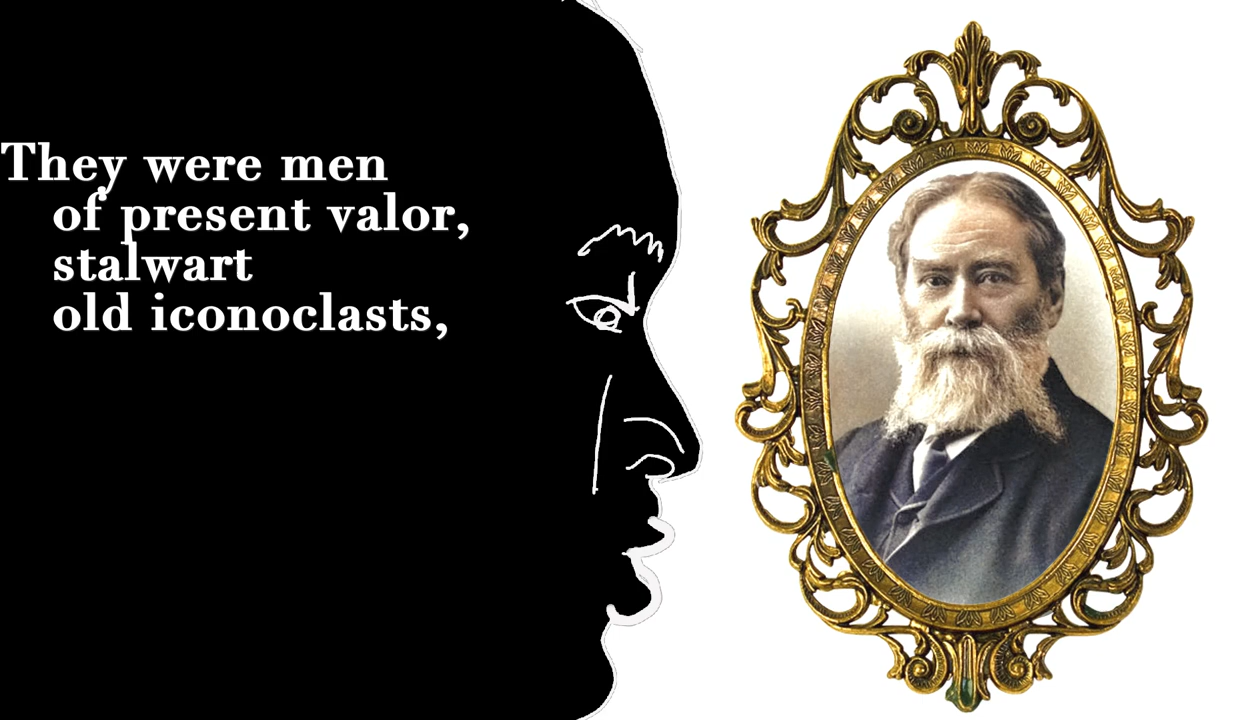 They were men
of present valor,
stalwart
old iconoclasts,